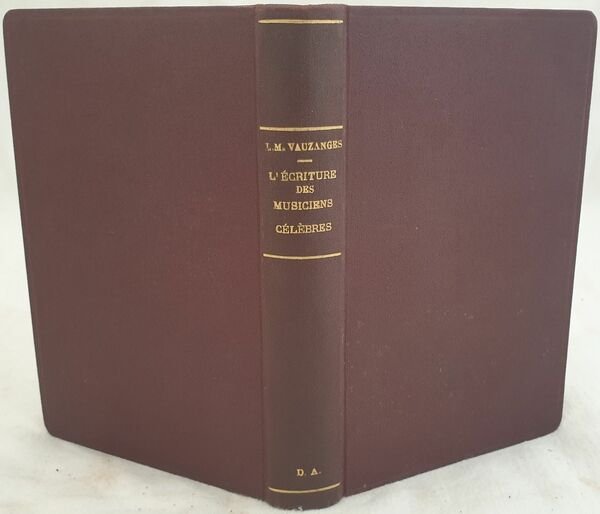 L.M. VAUZANGES
L'ÉCRITURE
DES
MUSICIENS
CÉLÈBRES
D. A.